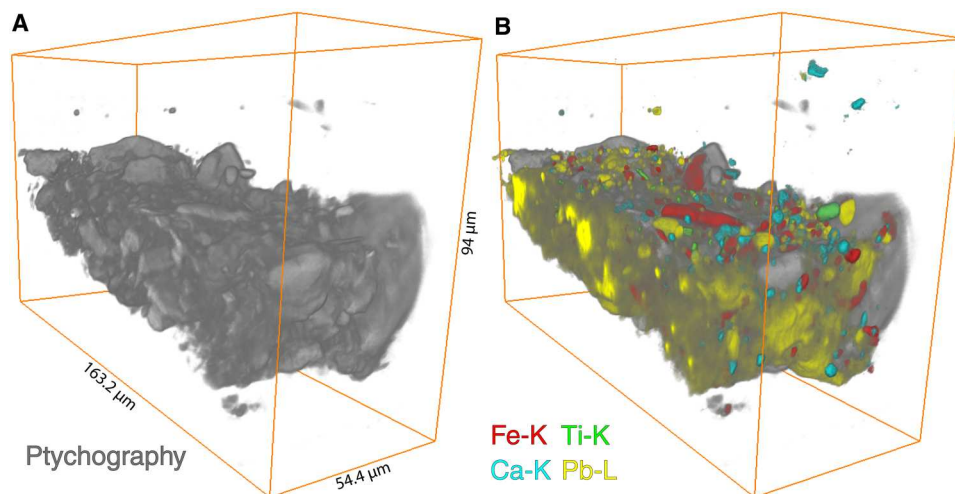 A
B
94 μm
163.2 μm
54.4 μm
Ptychography
Fe-K Ti-K
Ca-K Pb-L